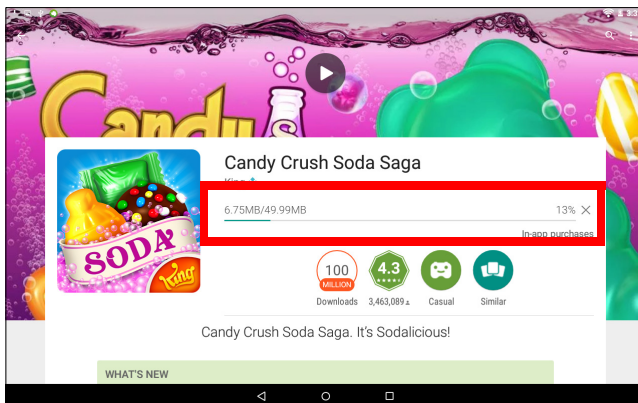 Candy
S
Candy Crush Soda Saga
6.75MB/49.99MB
13%
In-app purchases
SODA
King
100
MILLION
4.3
Downloads
3,463,089
Casual
Similar
Candy Crush Soda Saga. It's Sodalicious!
WHAT'S NEW